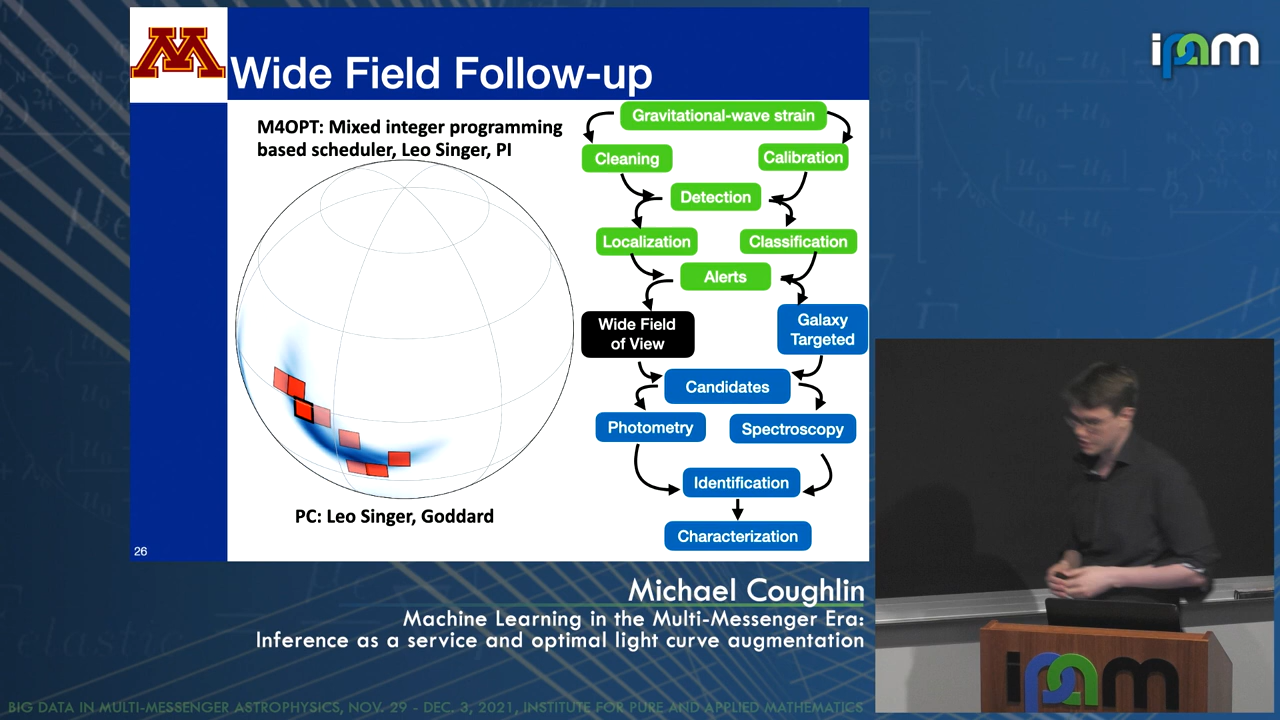 M
Wide Field Follow-up
ipam
M4OPT: Mixed integer programming
based scheduler, Leo Singer, PI
PC: Leo Singer, Goddard
26
Gravitational-wave strain
Cleaning
Calibration
Detection
Localization
Classification
Alerts
Wide Field
of View
Galaxy
Targeted
Candidates
Photometry
Spectroscopy
Identification
Characterization
Michael Coughlin
Machine Learning in the Multi-Messenger Era:
Inference as a service and optimal light curve augmentation
ipam
BIG DATA IN MULTI-MESSENGER ASTROPHYSICS, NOV. 29 - DEC. 3, 2021, INSTITUTE FOR PURE AND APPLIED MATHEMATICS